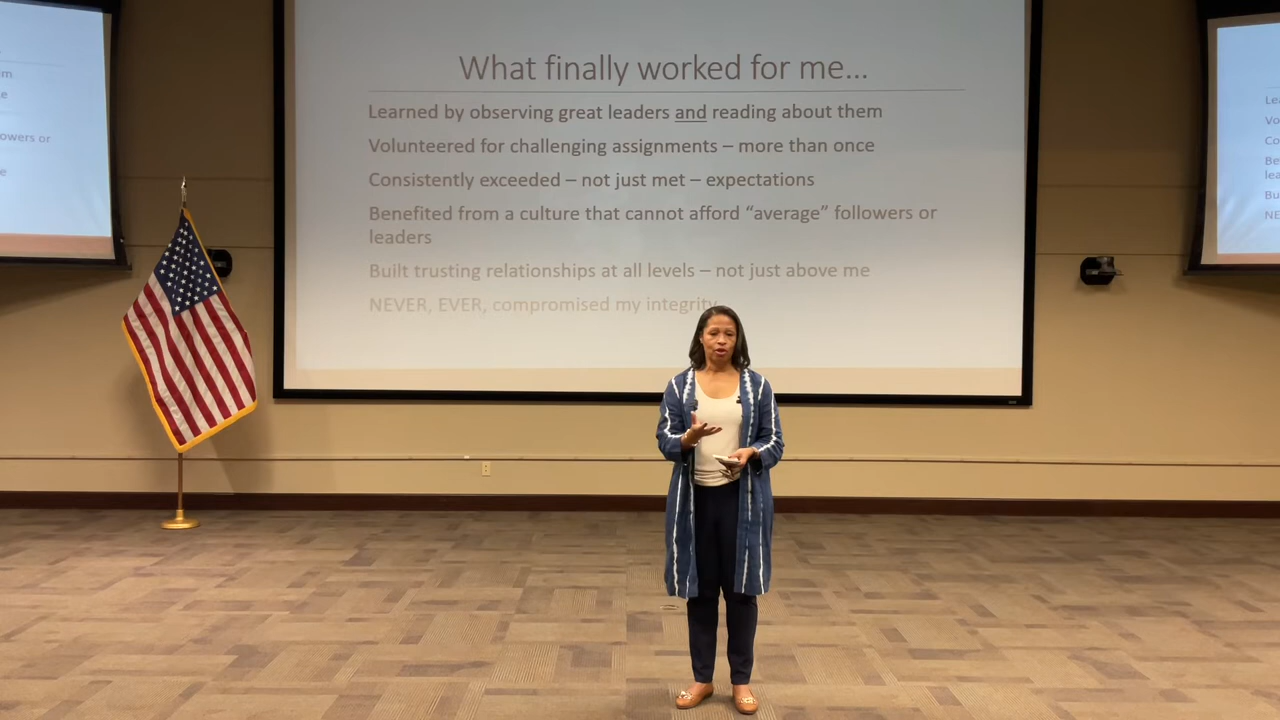 What finally worked for me...
Learned by observing great leaders and reading about them
Volunteered for challenging assignments – more than once
Consistently exceeded – not just met – expectations
Benefited from a culture that cannot afford “average” followers or
leaders
Built trusting relationships at all levels – not just above me
NEVER, EVER, compromised my integrity
owers or